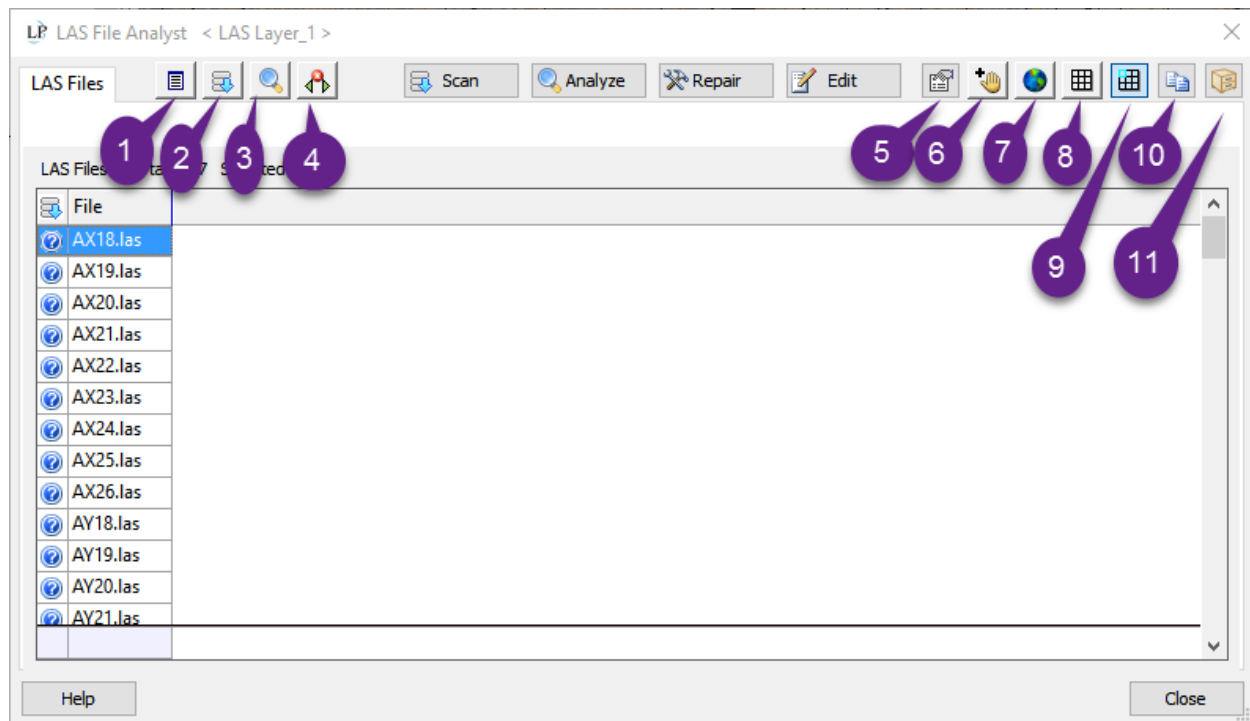 LP LAS File Analyst < LAS Layer_1 >
LAS Files Scan Analyze Repair Edit
1 2 3 4 5 6 7 8 10
LAS Files 7
9 11
File
AX18.las
AX19.las
AX20.las
AX21.las
AX22.las
AX23.las
AX24.las
AX25.las
AX26.las
AY18.las
AY19.las
AY20.las
AY21.las
Help Close